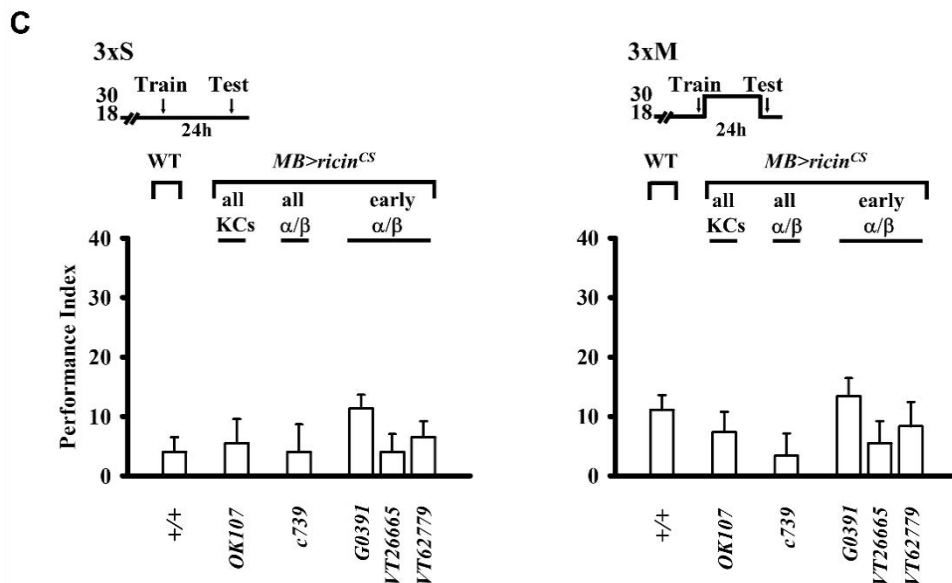 C
3xS
Train Test
30
18
24h
WT MB>ricinCS
all all early
KCs α/β α/β
40
30
20
10
0
Performance Index
+/+ OK107 c739 G0391 VT26665 VT62779
3xM
Train Test
30
18
24h
WT MB>ricinCS
all all early
KCs α/β α/β
40
30
20
10
0
+/+ OK107 c739 G0391 VT26665 VT62779